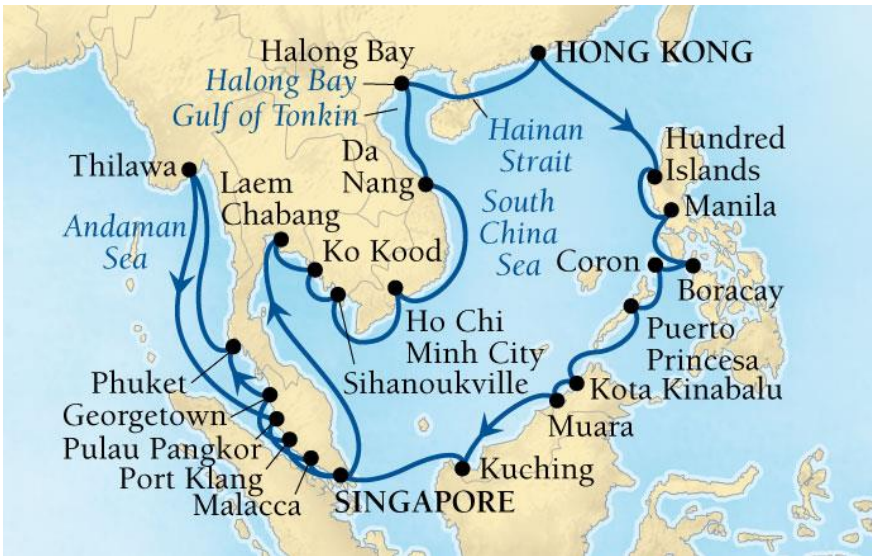 Halong Bay
HONG KONG
Halong Bay
Gulf of Tonkin
Hainan
Strait
Hundred
Islands
Thilawa
Da
Nang
Laem
Chabang
South
China
Sea
Manila
Andaman
Sea
Ko Kood
Coron
Boracay
Ho Chi
Minh City
Puerto
Princesa
Sihanoukville
Phuket
Kota Kinabalu
Georgetown
Muara
Pulau Pangkor
Port Klang
Kuching
Malacca
SINGAPORE